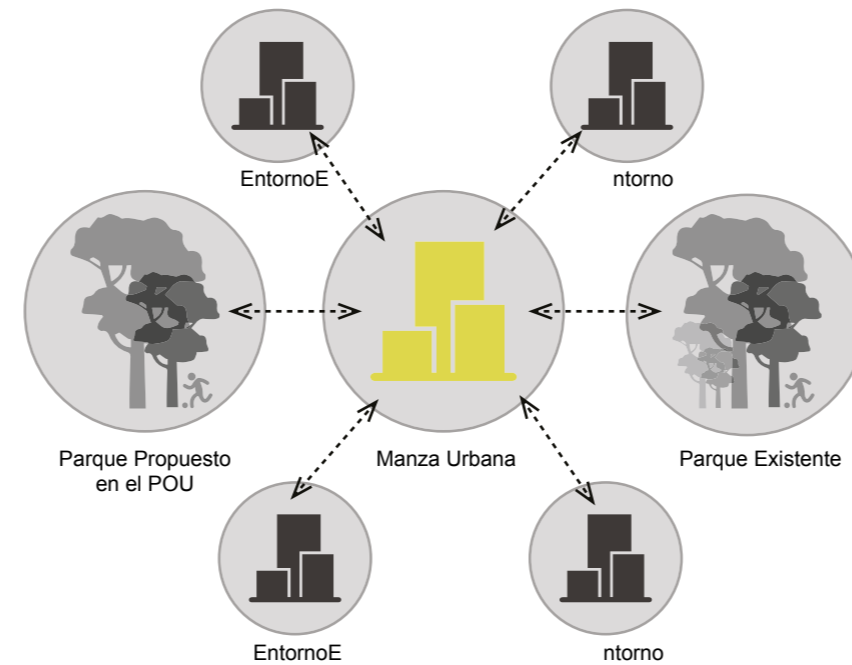 EntornoE
ntorno
Parque Propuesto
en el POU
Manza Urbana
Parque Existente
EntornoE
ntorno